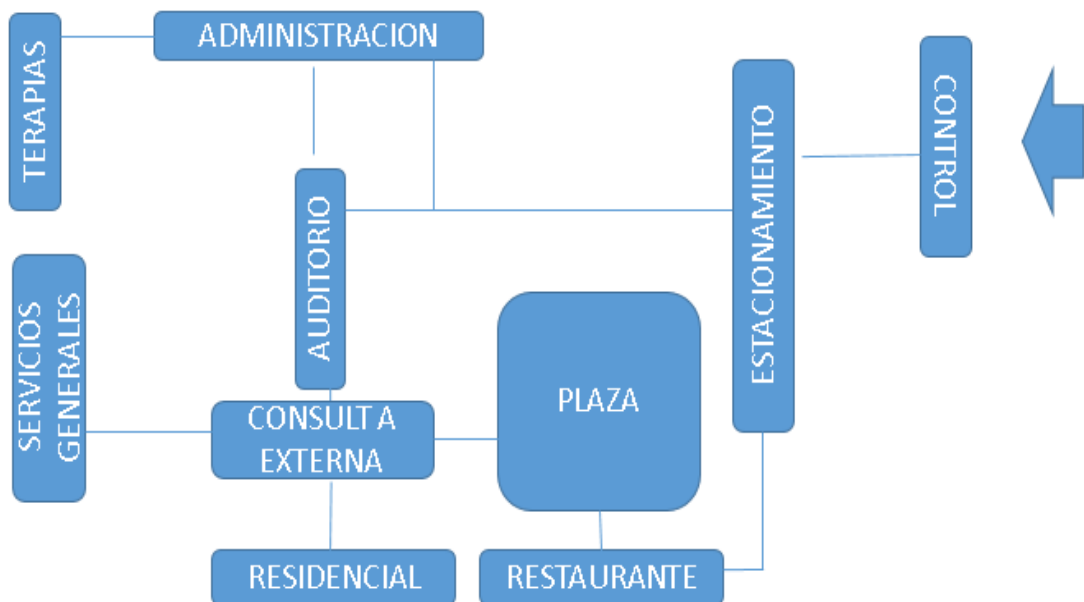 ADMINISTRACION
TERAPIAS
CONTROL
ESTACIONAMIENTO
AUDITORIO
SERVICIOS
GENERALES
PLAZA
CONSULT A
EXTERNA
RESIDENCIAL
RESTAURANTE